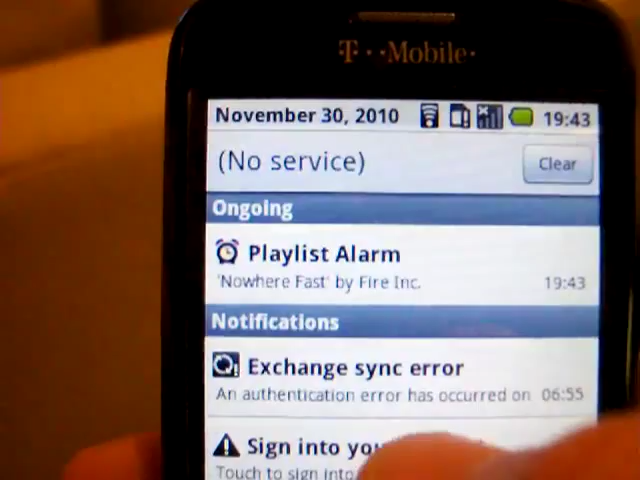 T··Mobile·
November 30, 2010 19:43
(No service) Clear
Ongoing
Playlist Alarm
'Nowhere Fast' by Fire Inc. 19:43
Notifications
Exchange sync error
An authentication error has occurred on 06:55
Sign into
Touch to sign into